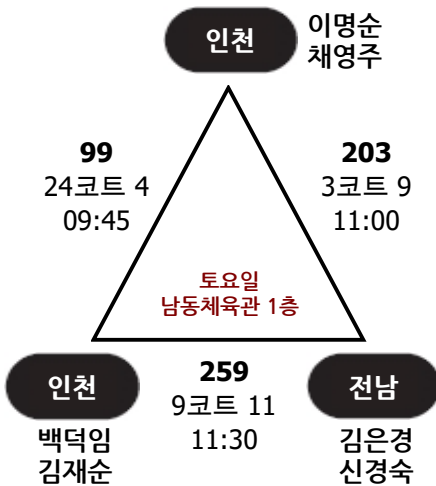 인천
이명순
채영주
99
24코트 4
09:45
203
3코트 9
11:00
토요일
남동체육관 1층
인천
백덕임
김재순
259
9코트 11
11:30
전남
김은경
신경숙